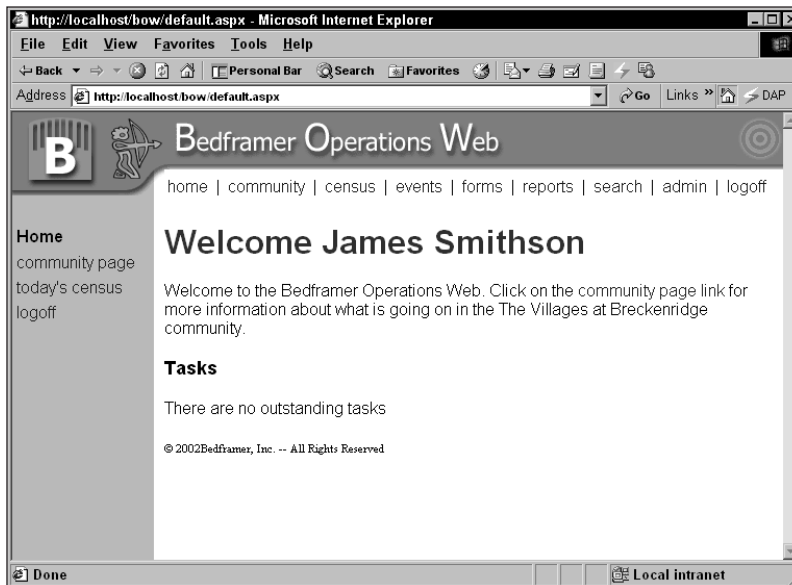 http://localhost/bow/default.aspx - Microsoft Internet Explorer
File Edit View Favorites Tools Help
Back Personal Bar Search Favorites
Address http://localhost/bow/default.aspx Go Links » DAP
B Bedframer Operations Web
home | community | census | events | forms | reports | search | admin | logoff
Home
community page
today's census
logoff
Welcome James Smithson
Welcome to the Bedframer Operations Web. Click on the community page link for
more information about what is going on in the The Villages at Breckenridge
community.
Tasks
There are no outstanding tasks
© 2002Bedframer, Inc. -- All Rights Reserved
Done Local intranet